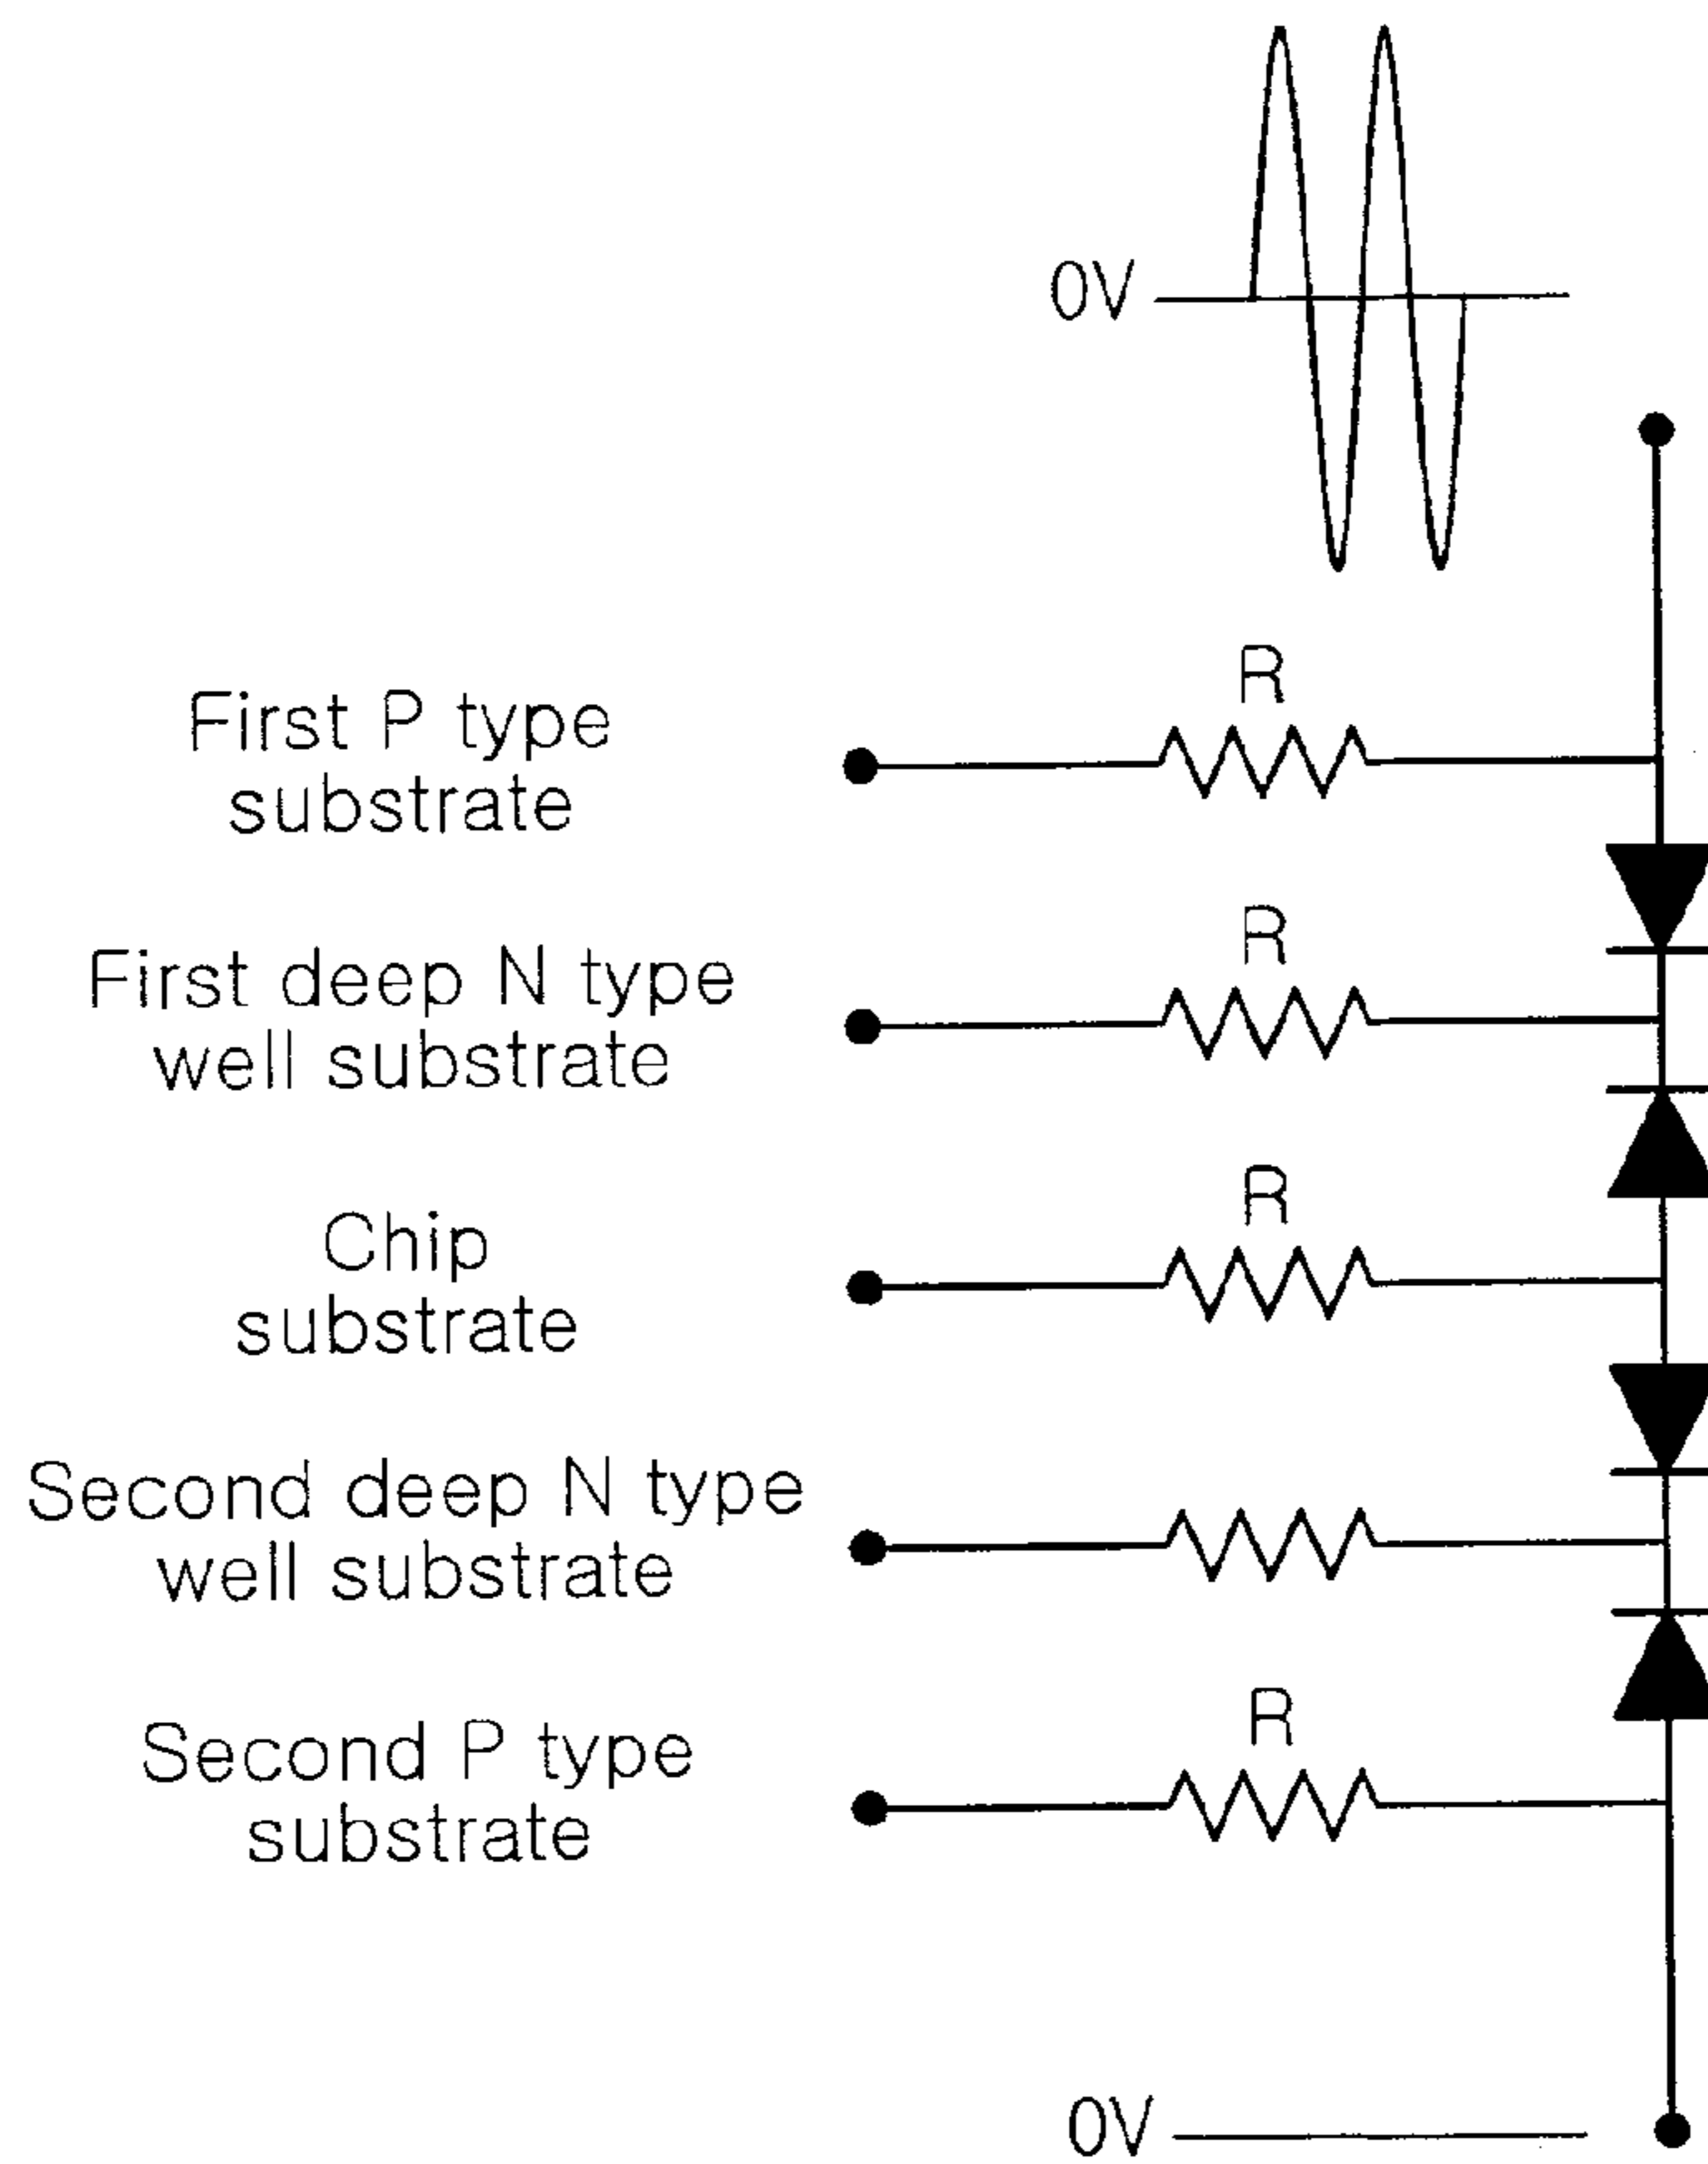 0V
R
First P type
substrate
R
First deep N type
well substrate
R
Chip
substrate
Second deep N type
well substrate
R
Second P type
substrate
0V